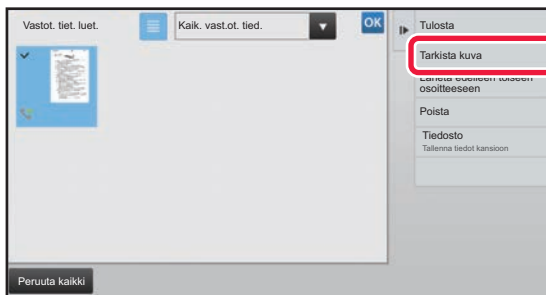 Vastot. tiet. luet.
Kaik. vast.ot. tied.
OK
Tulosta
Tarkista kuva
Lähetä edelleen toiseen
osoitteeseen
Poista
Tiedosto
Tallenna tiedot kansioon
Peruuta kaikki